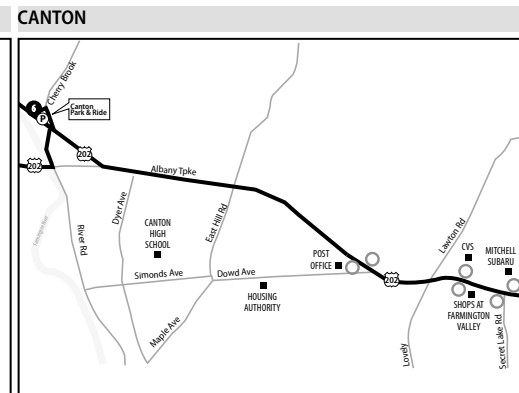 CANTON
Cherry Brook
6
P
Canton
Park & Ride
202
202
Albany Tpke
Dyer Ave
East Hill Rd
CANTON
HIGH
SCHOOL
River Rd
Farmington River
Simonds Ave
Dowd Ave
HOUSING
AUTHORITY
Maple Ave
POST
OFFICE
202
Lawton Rd
CVS
MITCHELL
SUBARU
SHOPS AT
FARMINGTON
VALLEY
Lovely
Secret Lake Rd